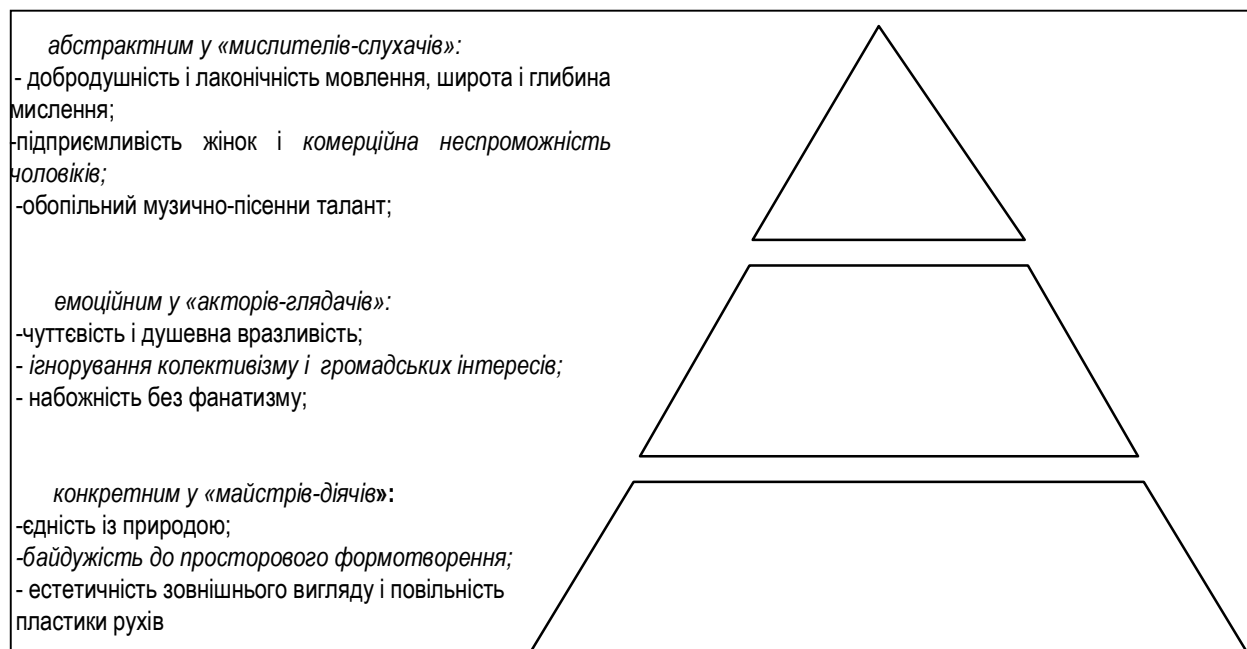 абстрактним у «мислителів-слухачів»:
- добродушність і лаконічність мовлення, широта і глибина
мислення;
-підприємливість жінок і комерційна неспроможність
чоловіків;
-обопільний музично-пісенни талант;
емоційним у «акторів-глядачів»:
-чуттєвість і душевна вразливість;
- ігнорування колективізму і громадських інтересів;
- набожність без фанатизму;
конкретним у «майстрів-діячів»:
-єдність із природою;
-байдужість до просторового формотворення;
- естетичність зовнішнього вигляду і повільність
пластики рухів